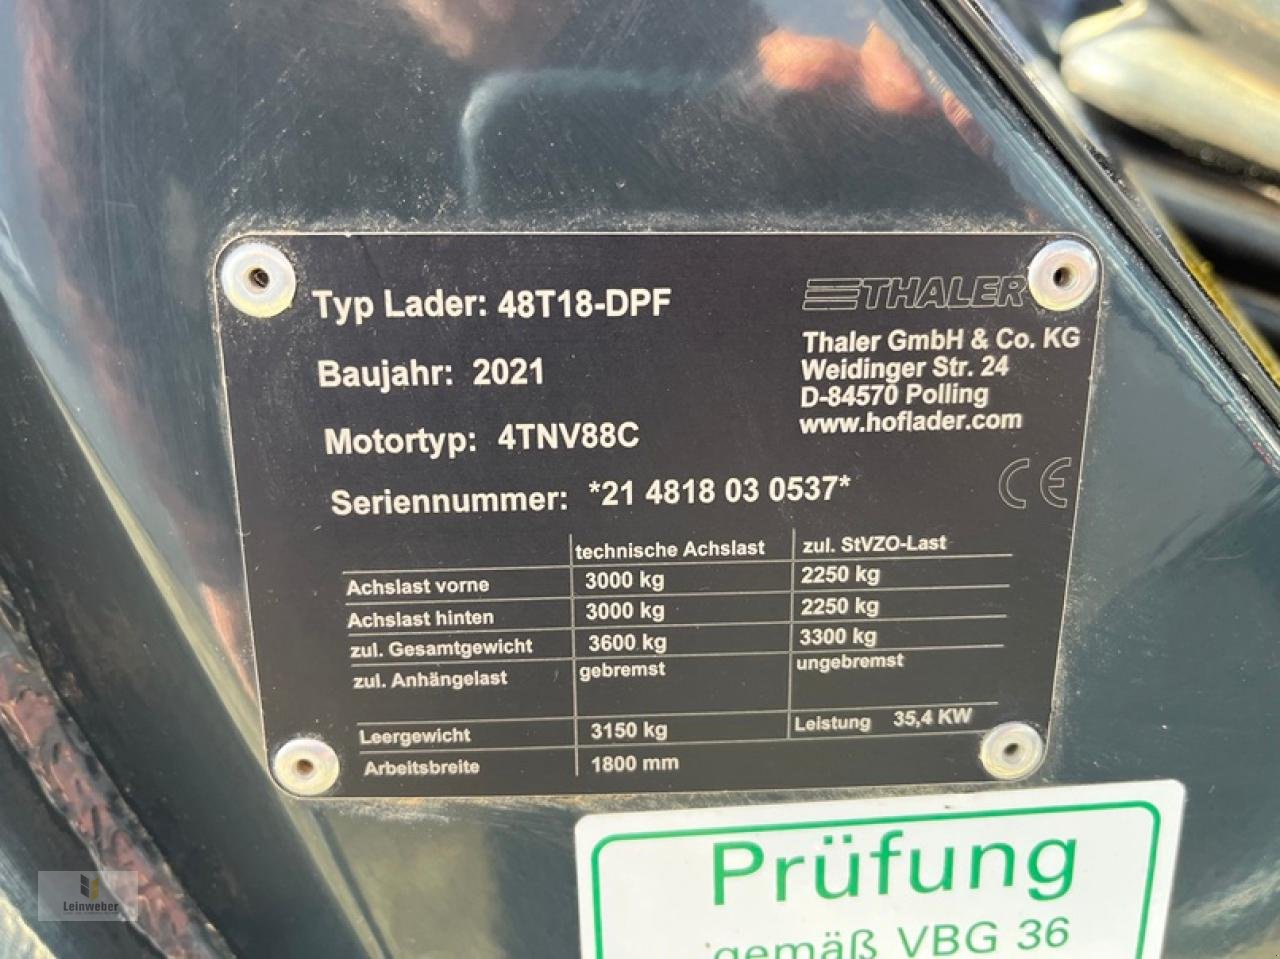 THALER
Typ Lader: 48T18-DPF
Thaler GmbH & Co. KG
Weidinger Str. 24
D-84570 Polling
www.hoflader.com
Baujahr: 2021
Motortyp: 4TNV88C
Seriennummer: *21 4818 03 0537*
CE
technische Achslast zul. StVZO-Last
Achslast vorne 3000 kg 2250 kg
Achslast hinten 3000 kg 2250 kg
zul. Gesamtgewicht 3600 kg 3300 kg
zul. Anhängelast gebremst ungebremst
Leergewicht 3150 kg Leistung 35,4 KW
Arbeitsbreite 1800 mm
Prüfung
gemäß VBG 36
Leinweber